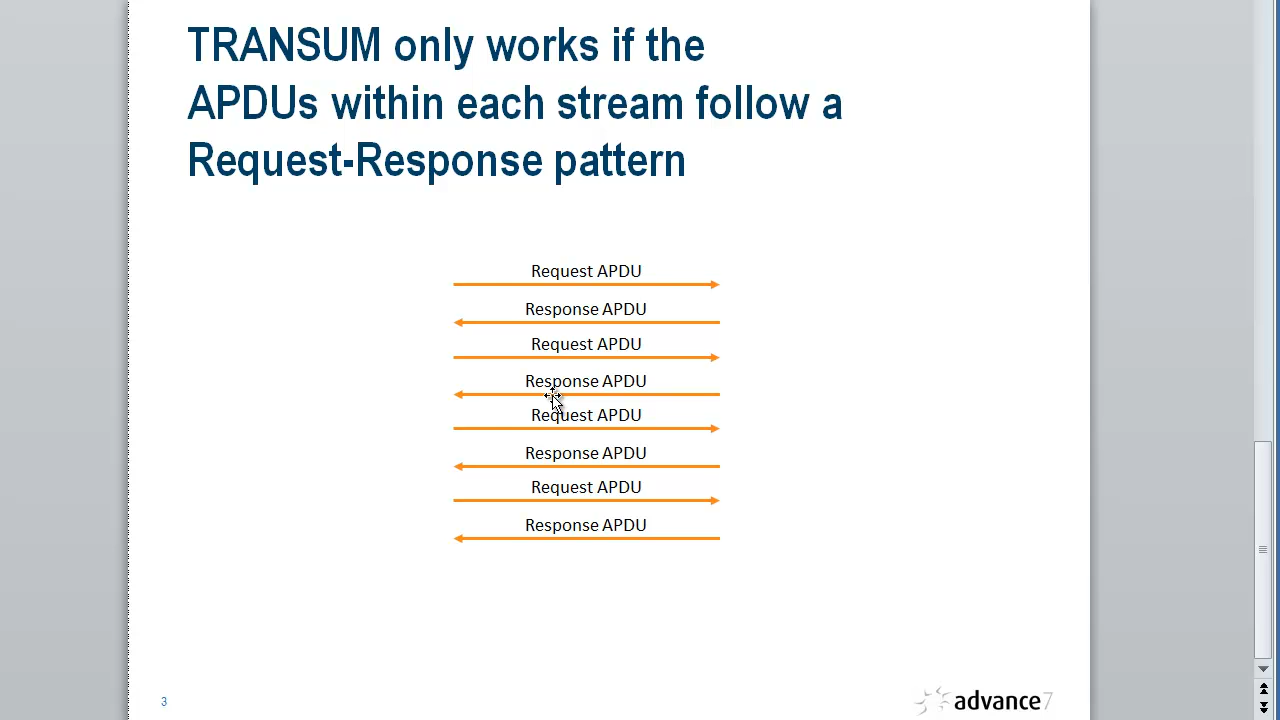 TRANSUM only works if the
APDUs within each stream follow a
Request-Response pattern
Request APDU
Response APDU
Request APDU
Response APDU
Request APDU
Response APDU
Request APDU
Response APDU
3
advance7